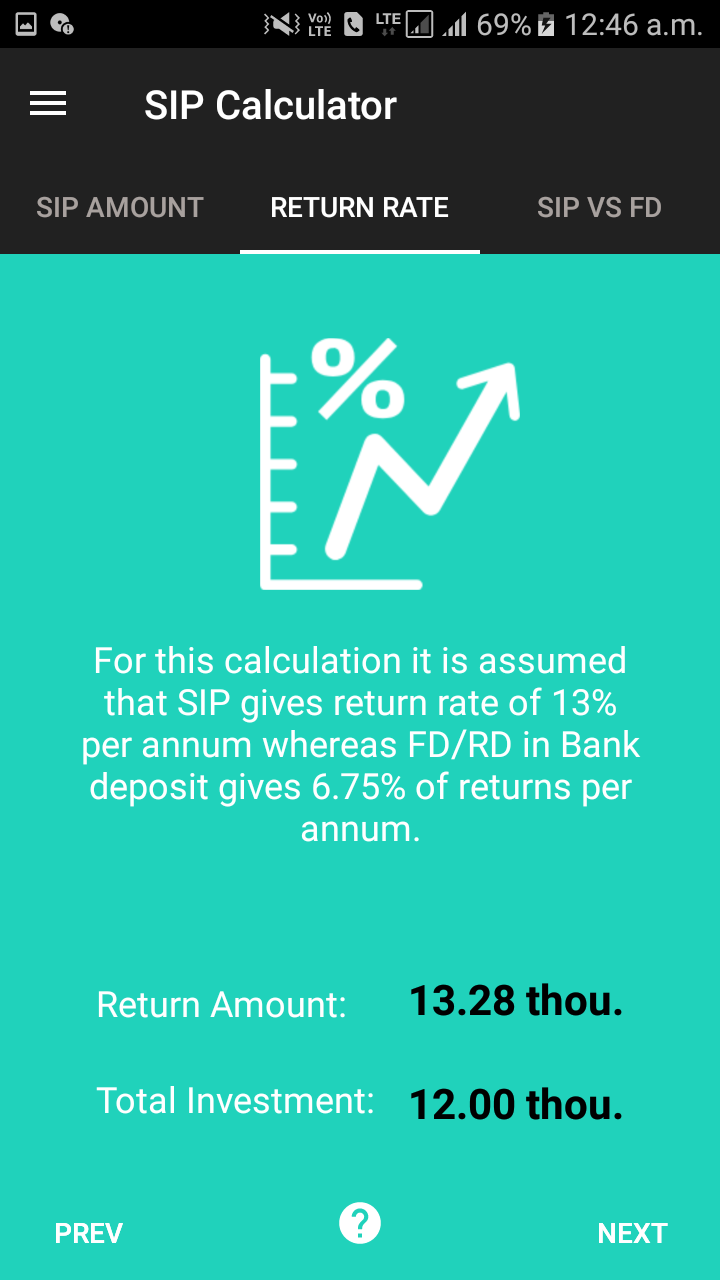 Vo)) LTE LTE 69% 12:46 a.m.
SIP Calculator
SIP AMOUNT RETURN RATE SIP VS FD
%
For this calculation it is assumed
that SIP gives return rate of 13%
per annum whereas FD/RD in Bank
deposit gives 6.75% of returns per
annum.
Return Amount: 13.28 thou.
Total Investment: 12.00 thou.
PREV ? NEXT